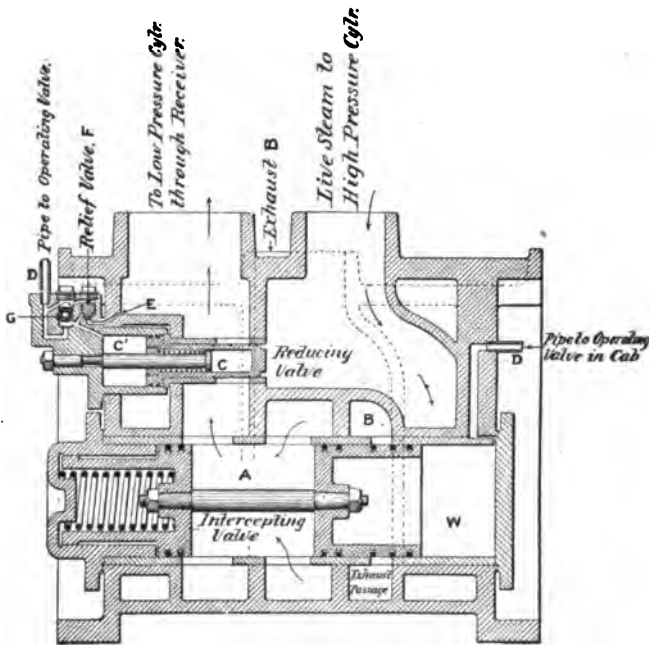 Pipe to Operating Valve.
D
Relief Valve, F
To Low Pressure Cylr.
through Receiver.
←Exhaust B
Live Steam to
High Pressure Cylr.
G
E
C'
C
Reducing
Valve
Pipe to Operating
Valve in Cab
D
B
A
Intercepting
Valve
W
Exhaust
Passage